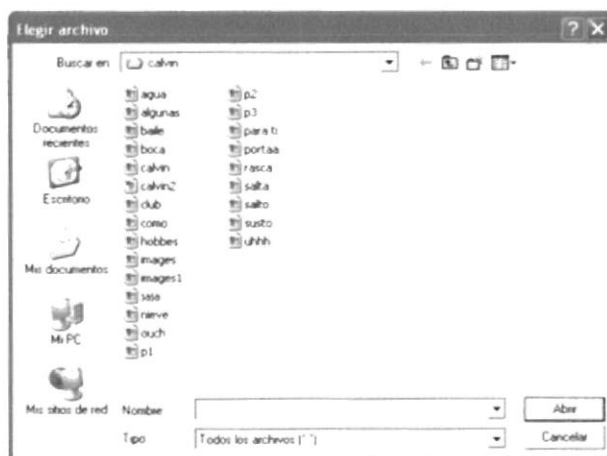 Elegir archivo
Buscar en
calvin
Documentos
recientes
Escritorio
Mis documentos
Mi PC
Mis sitios de red
agua
algunas
baile
boca
calvin
calvin2
club
como
hobbes
images
images1
nieve
ouch
p1
p2
p3
para ti
portaa
rasca
salta
salto
susto
uhhh
Nombre
Abrir
Tipo
Todos los archivos (*.*)
Cancelar